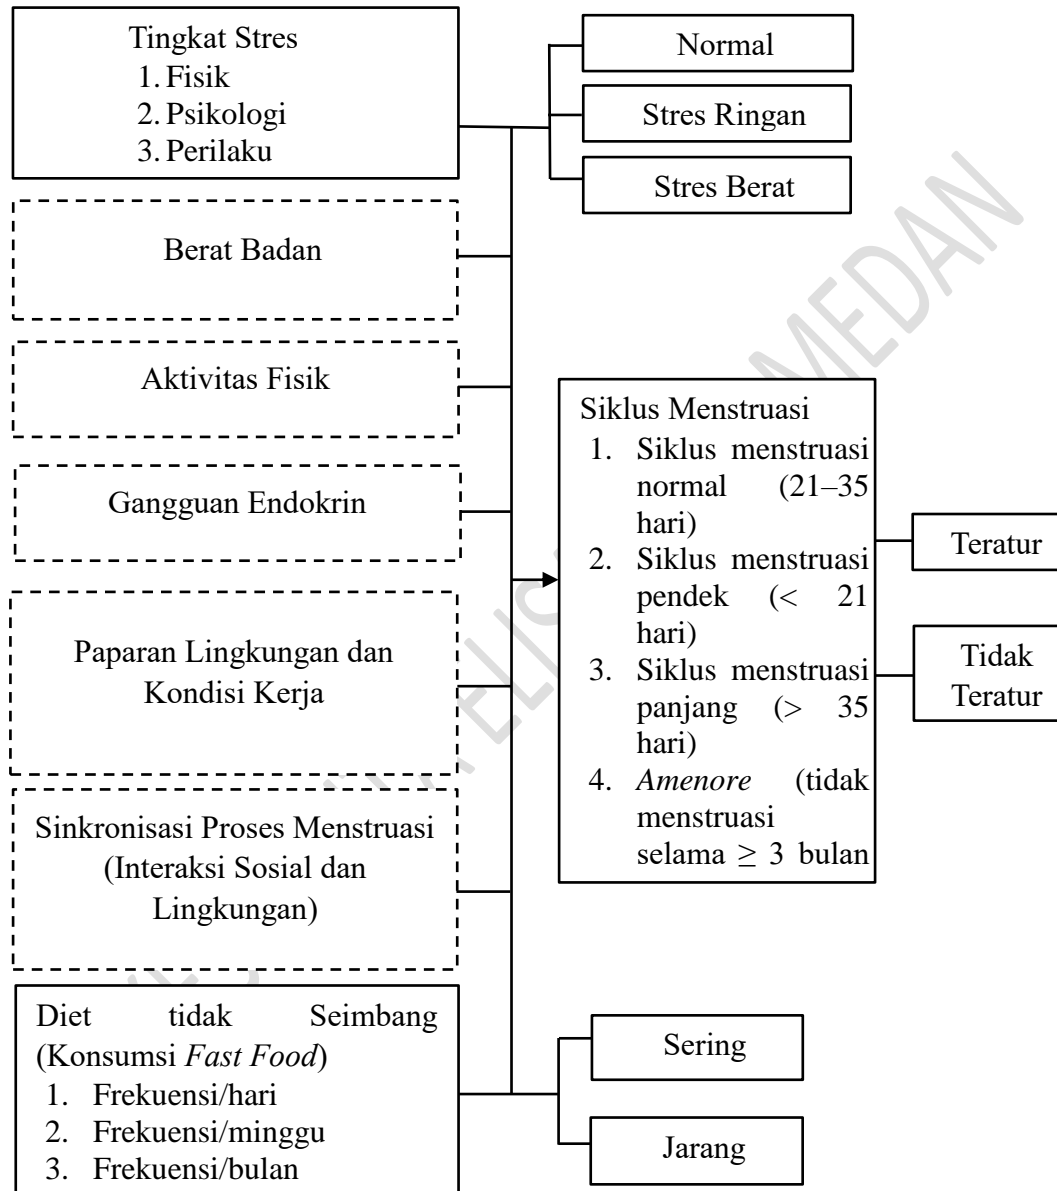 Tingkat Stres
1. Fisik
2. Psikologi
3. Perilaku
Normal
Stres Ringan
Stres Berat
Berat Badan
Aktivitas Fisik
Gangguan Endokrin
Paparan Lingkungan dan
Kondisi Kerja
Sinkronisasi Proses Menstruasi
(Interaksi Sosial dan
Lingkungan)
Diet tidak Seimbang
(Konsumsi Fast Food)
1. Frekuensi/hari
2. Frekuensi/minggu
3. Frekuensi/bulan
Siklus Menstruasi
1. Siklus menstruasi
normal (21–35
hari)
2. Siklus menstruasi
pendek (< 21
hari)
3. Siklus menstruasi
panjang (> 35
hari)
4. Amenore (tidak
menstruasi
selama ≥ 3 bulan
Teratur
Tidak
Teratur
Sering
Jarang
MEDAN